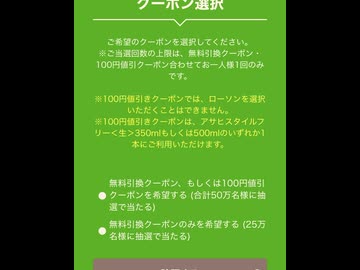 クーポン選択
ご希望のクーポンを選択してください。
※ご当選回数の上限は、無料引換クーポン・
100円値引クーポン合わせてお一人様1回のみ
です。
※100円値引きクーポンでは、ローソンを選択
いただくことはできません。
※100円値引きクーポンは、アサヒスタイルフ
リー<生>350mlもしくは500mlのいずれか1
本にご利用いただけます。
無料引換クーポン、もしくは100円値引
クーポンを希望する (合計50万名様に抽
選で当たる)
無料引換クーポンのみを希望する (25万
名様に抽選で当たる)